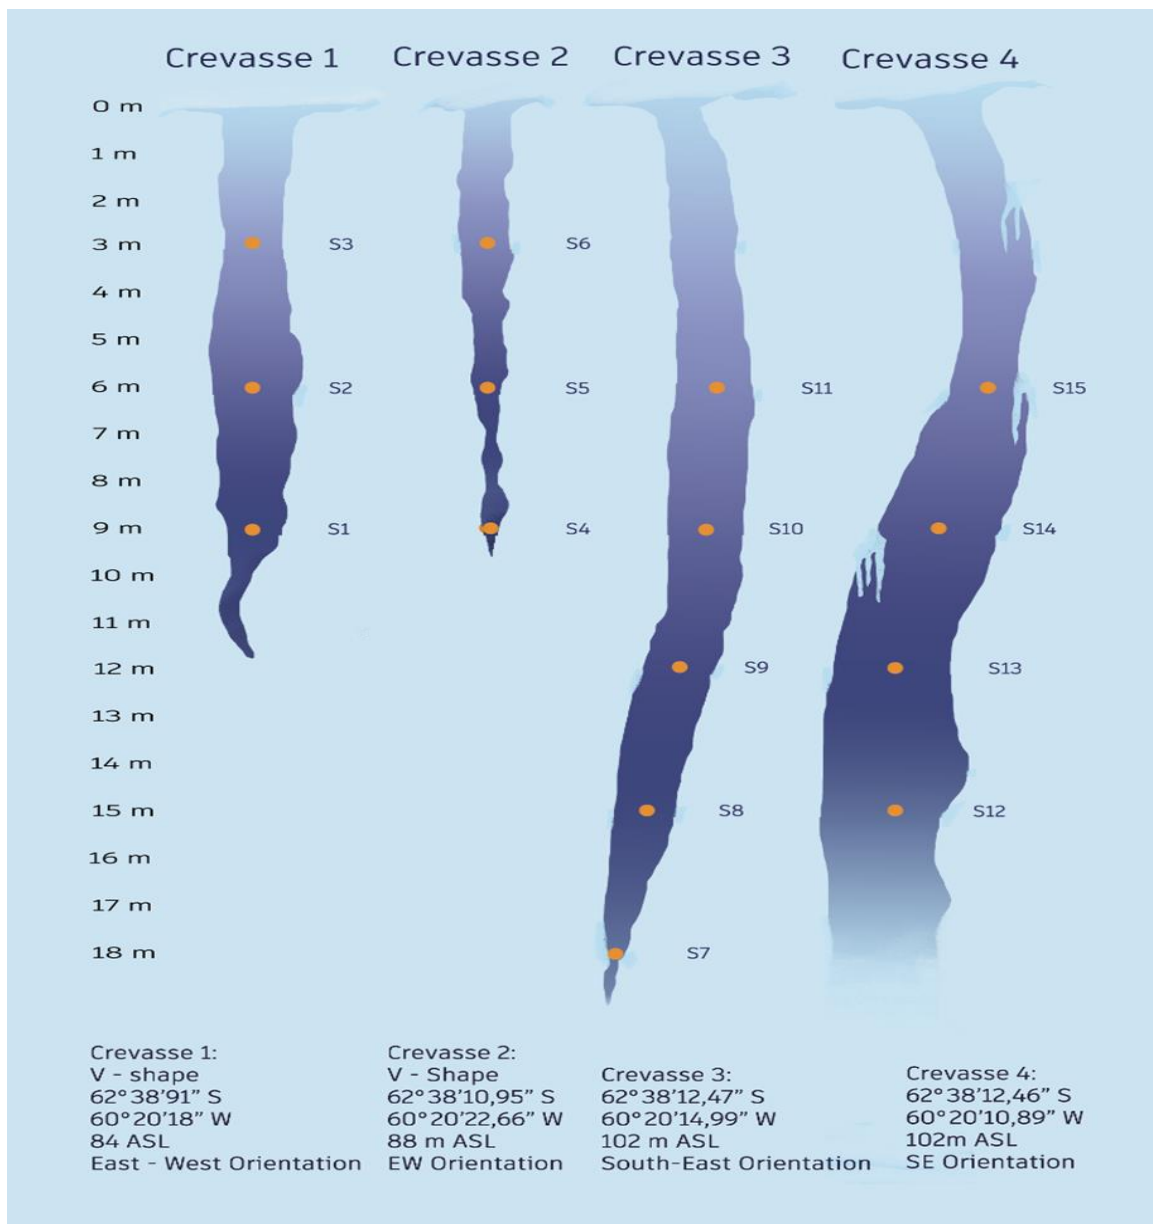 Crevasse 1 Crevasse 2 Crevasse 3 Crevasse 4
0 m
1 m
2 m
3 m S3 S6
4 m
5 m
6 m S2 S5 S11 S15
7 m
8 m
9 m S1 S4 S10 S14
10 m
11 m
12 m S9 S13
13 m
14 m
15 m S8 S12
16 m
17 m
18 m S7
Crevasse 1:
V - shape
62°38'91” S
60°20'18” W
84 ASL
East - West Orientation
Crevasse 2:
V - Shape
62°38'10,95” S
60°20'22,66” W
88 m ASL
EW Orientation
Crevasse 3:
62°38'12,47” S
60°20'14,99” W
102 m ASL
South-East Orientation
Crevasse 4:
62°38'12,46” S
60°20'10,89” W
102m ASL
SE Orientation